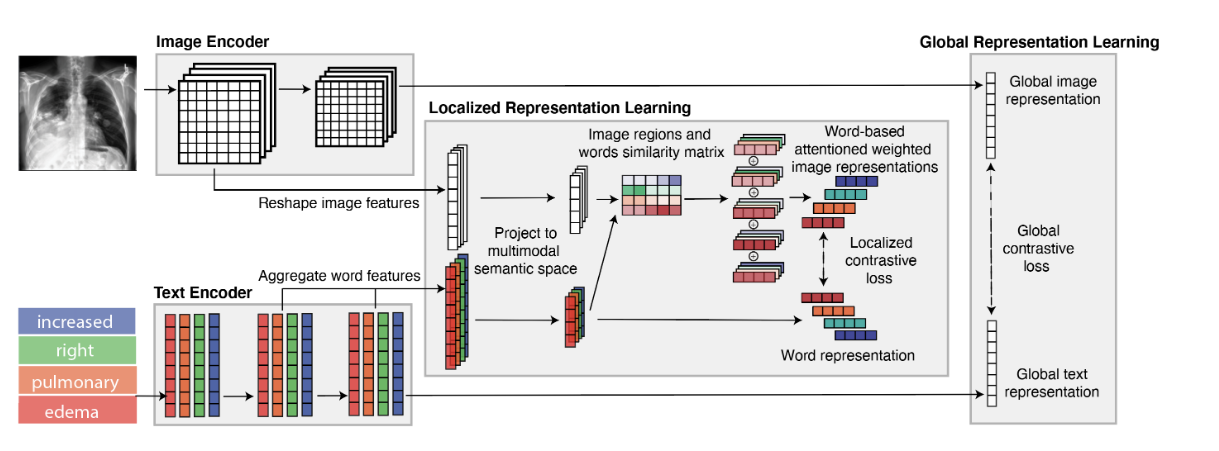 Image Encoder
Global Representation Learning
Global image
representation
Localized Representation Learning
Image regions and
words similarity matrix
Word-based
attentioned weighted
image representations
Reshape image features
Project to
multimodal
semantic space
Localized
contrastive
loss
Global
contrastive
loss
Aggregate word features
Text Encoder
increased
right
pulmonary
edema
Word representation
Global text
representation